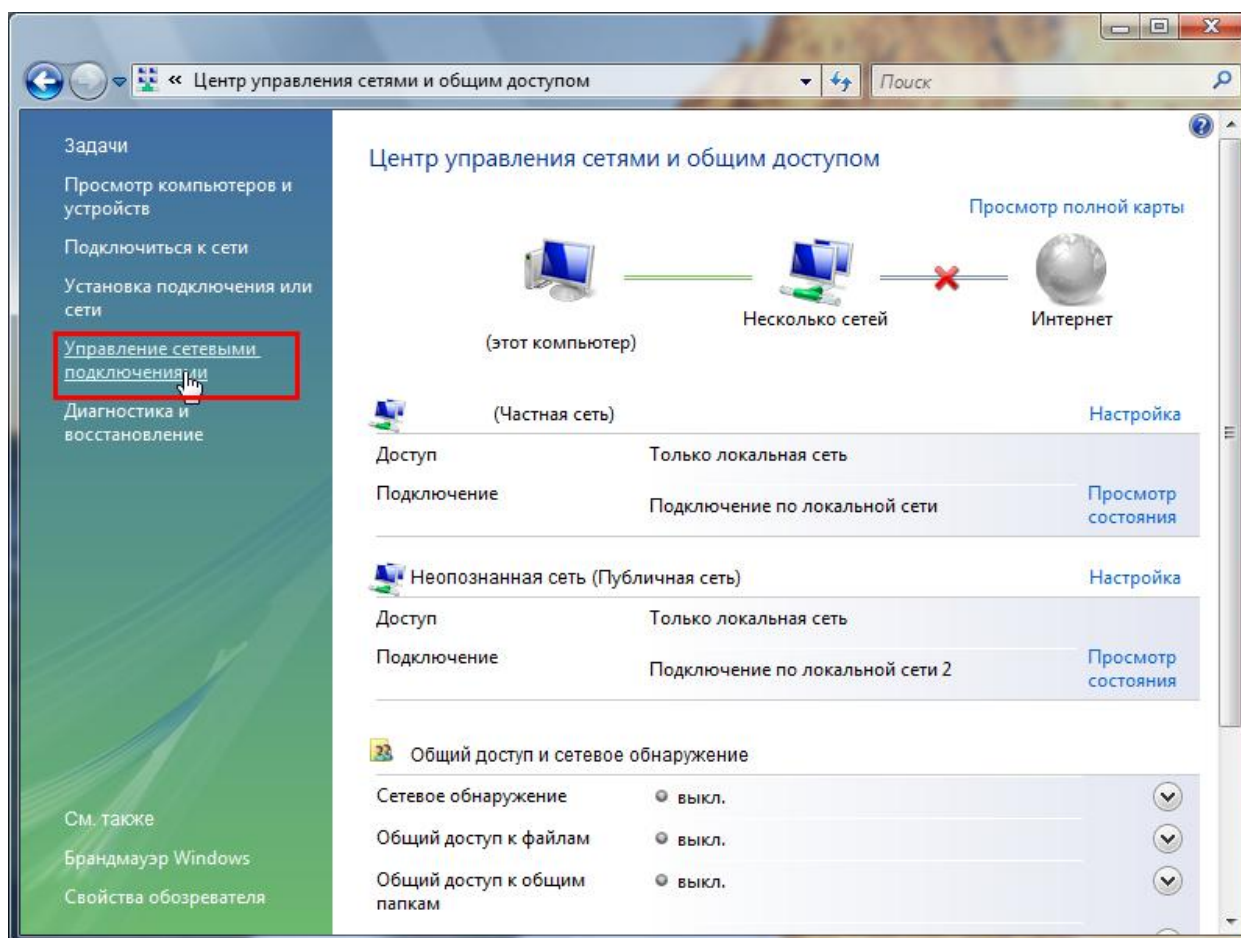 « Центр управления сетями и общим доступом
Поиск
Задачи
Просмотр компьютеров и
устройств
Подключиться к сети
Установка подключения или
сети
Управление сетевыми
подключениями
Диагностика и
восстановление
См. также
Брандмауэр Windows
Свойства обозревателя
Центр управления сетями и общим доступом
Просмотр полной карты
(этот компьютер)
Несколько сетей
Интернет
(Частная сеть)
Настройка
Доступ
Только локальная сеть
Подключение
Подключение по локальной сети
Просмотр
состояния
Неопознанная сеть (Публичная сеть)
Настройка
Доступ
Только локальная сеть
Подключение
Подключение по локальной сети 2
Просмотр
состояния
Общий доступ и сетевое обнаружение
Сетевое обнаружение
выкл.
Общий доступ к файлам
выкл.
Общий доступ к общим
папкам
выкл.